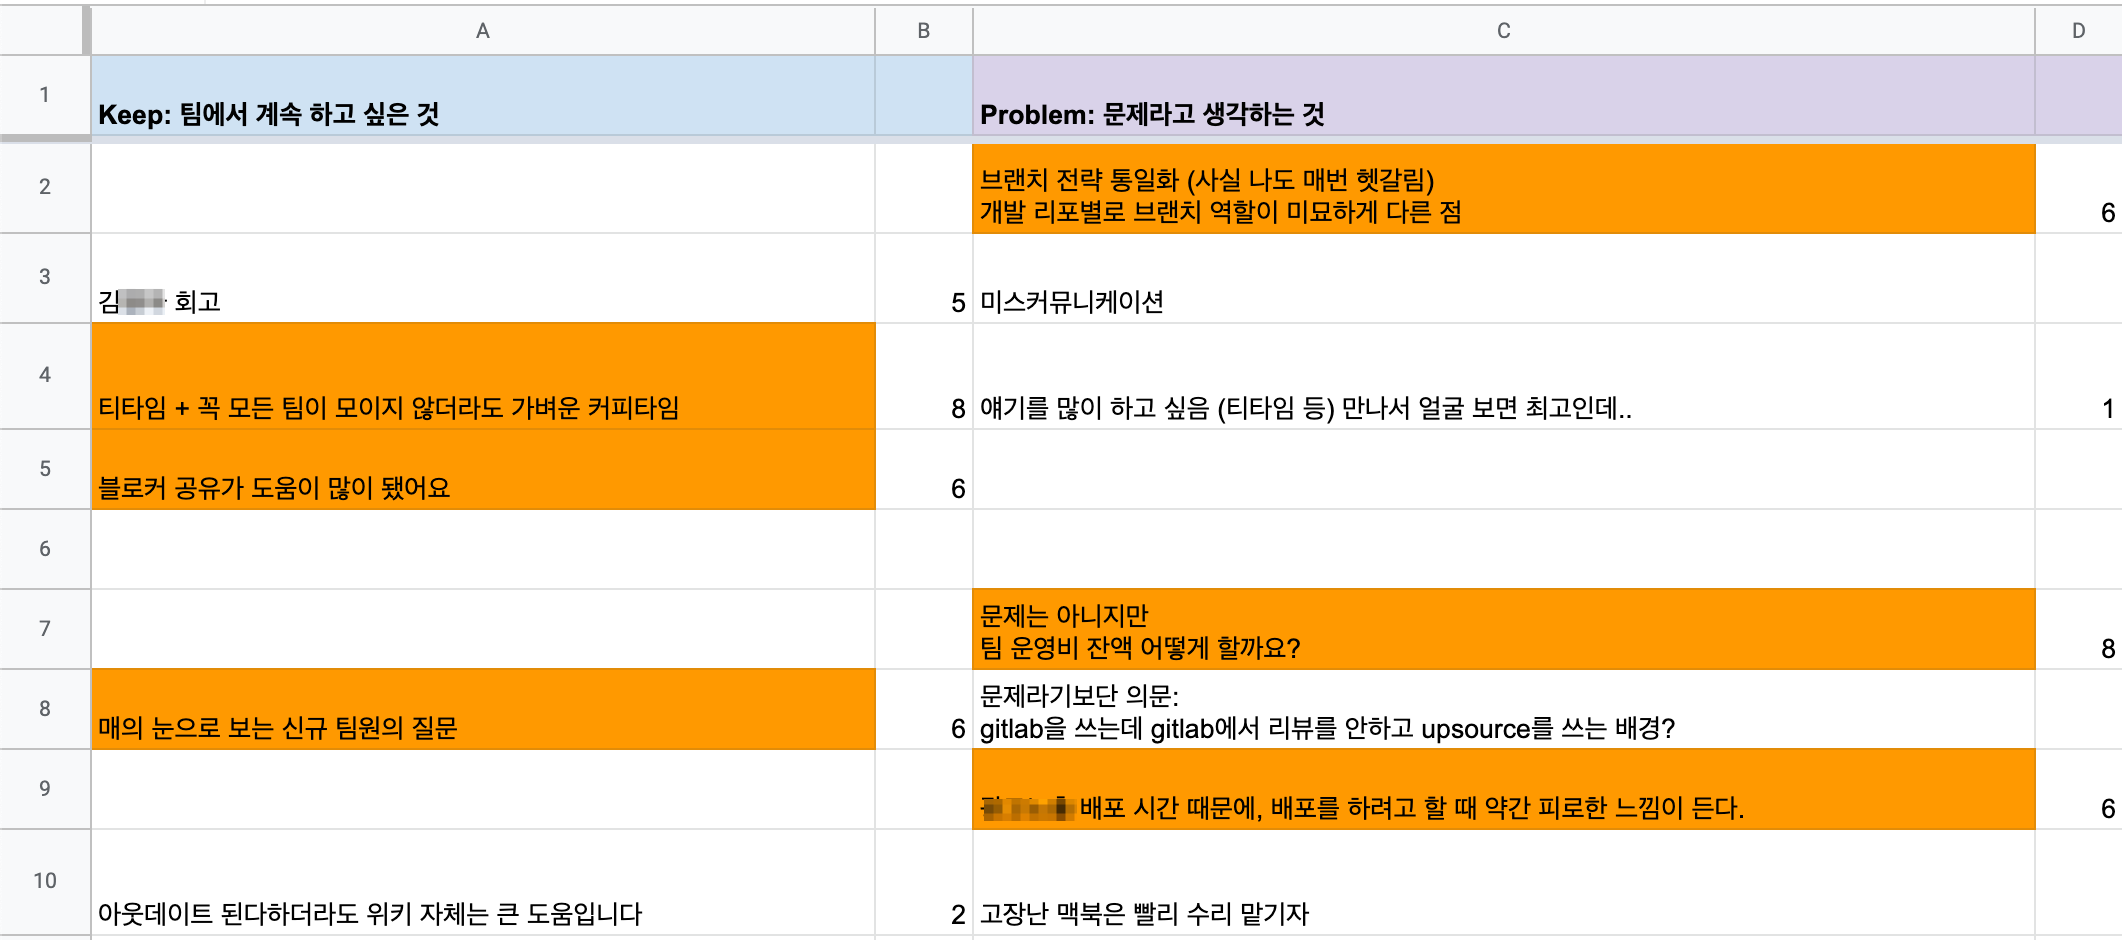 A B C D
1 Keep: 팀에서 계속 하고 싶은 것 Problem: 문제라고 생각하는 것
2 브랜치 전략 통일화 (사실 나도 매번 헷갈림)
개발 리포별로 브랜치 역할이 미묘하게 다른 점 6
3 김 회고 5 미스커뮤니케이션
4 티타임 + 꼭 모든 팀이 모이지 않더라도 가벼운 커피타임 8 얘기를 많이 하고 싶음 (티타임 등) 만나서 얼굴 보면 최고인데.. 1
5 블로커 공유가 도움이 많이 됐어요 6
6
7 문제는 아니지만
팀 운영비 잔액 어떻게 할까요? 8
8 매의 눈으로 보는 신규 팀원의 질문 6 문제라기보단 의문:
gitlab을 쓰는데 gitlab에서 리뷰를 안하고 upsource를 쓰는 배경?
9 배포 시간 때문에, 배포를 하려고 할 때 약간 피로한 느낌이 든다. 6
10 아웃데이트 된다하더라도 위키 자체는 큰 도움입니다 2 고장난 맥북은 빨리 수리 맡기자